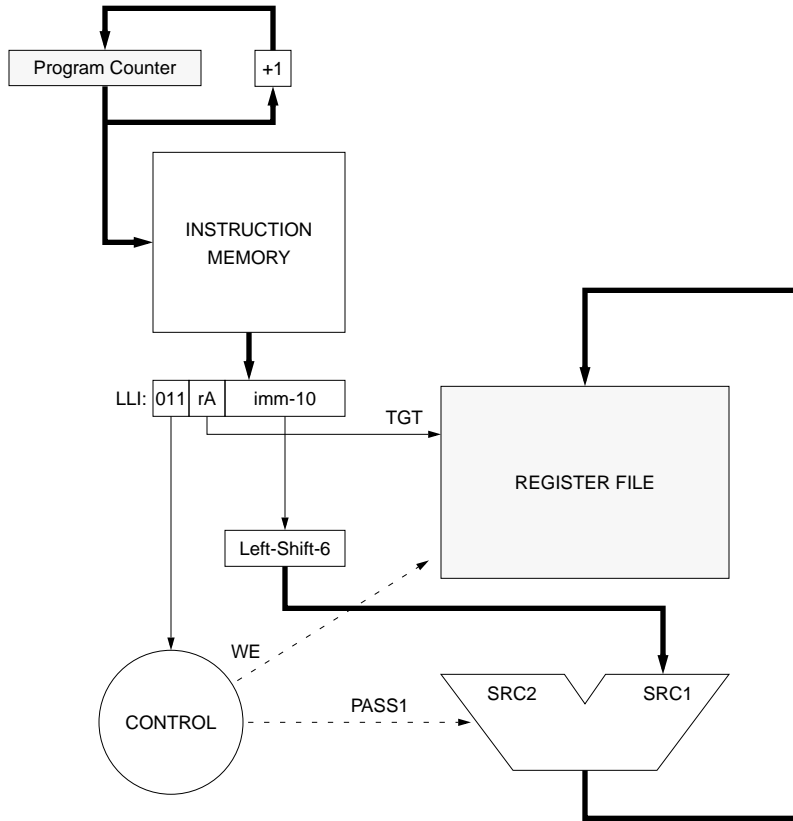 Program Counter
+1
INSTRUCTION
MEMORY
LLI: 011 rA imm-10
TGT
REGISTER FILE
Left-Shift-6
WE
SRC2 SRC1
PASS1
CONTROL